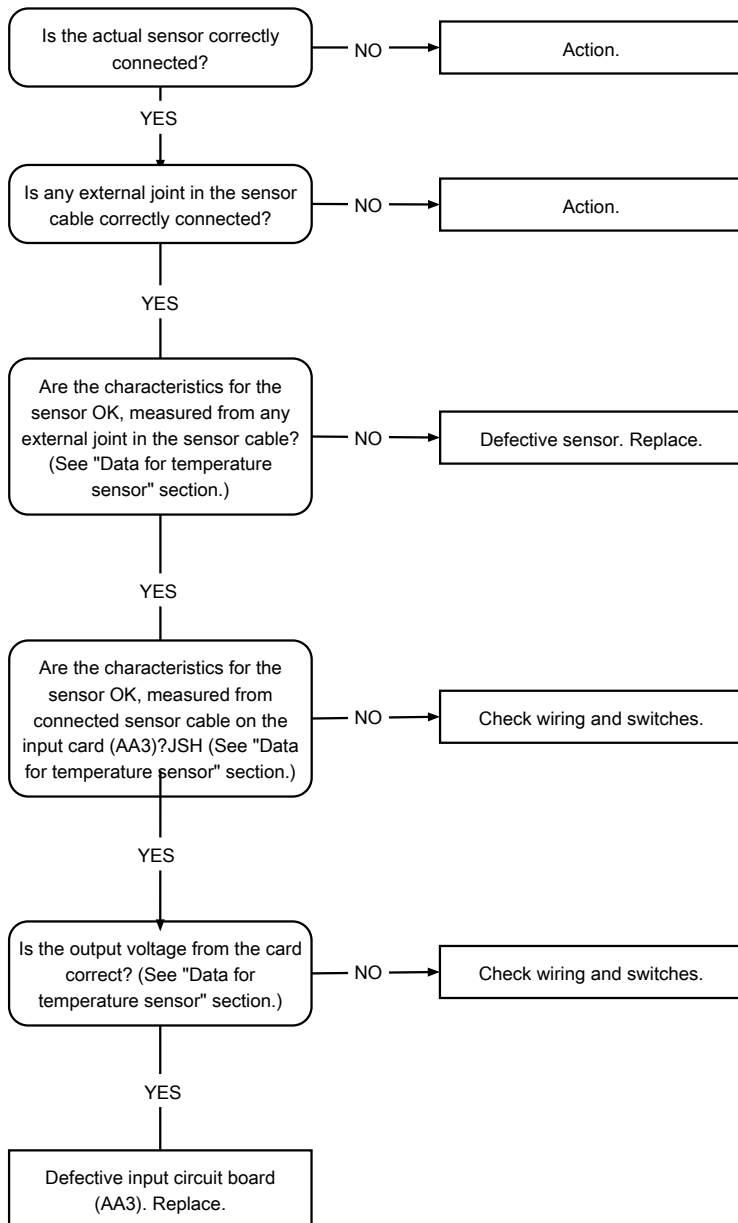 Is the actual sensor correctly
connected?
NO
Action.
YES
Is any external joint in the sensor
cable correctly connected?
NO
Action.
YES
Are the characteristics for the
sensor OK, measured from any
external joint in the sensor cable?
(See "Data for temperature
sensor" section.)
NO
Defective sensor. Replace.
YES
Are the characteristics for the
sensor OK, measured from
connected sensor cable on the
input card (AA3)?JSH (See "Data
for temperature sensor" section.)
NO
Check wiring and switches.
YES
Is the output voltage from the card
correct? (See "Data for
temperature sensor" section.)
NO
Check wiring and switches.
YES
Defective input circuit board
(AA3). Replace.